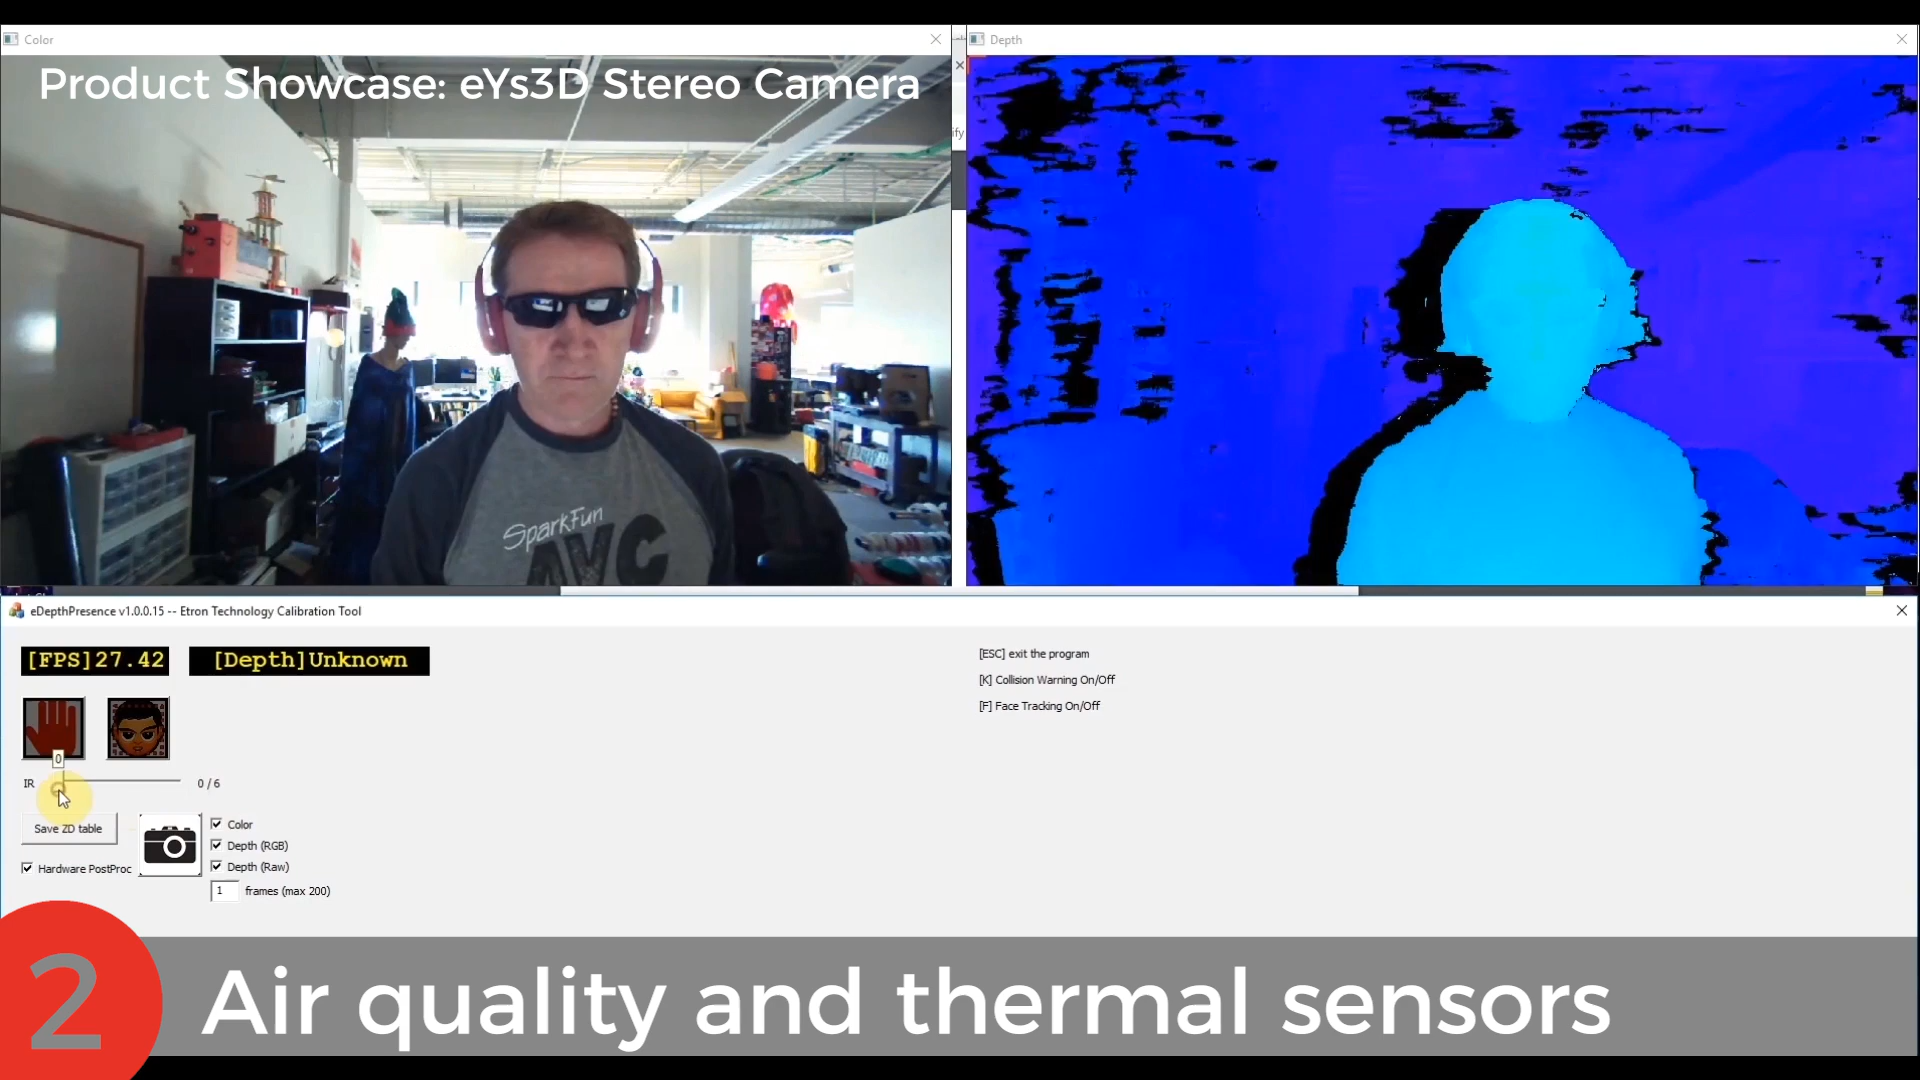 Color
Depth
Product Showcase: eYs3D Stereo Camera
ify
SparkFun
AVC
eDepthPresence v1.0.0.15 -- Etron Technology Calibration Tool
[FPS]27.42
[Depth]Unknown
[ESC] exit the program
[K] Collision Warning On/Off
[F] Face Tracking On/Off
0
IR
0 / 6
Save ZD table
Color
Depth (RGB)
Depth (Raw)
Hardware PostProc
1
frames (max 200)
2
Air quality and thermal sensors